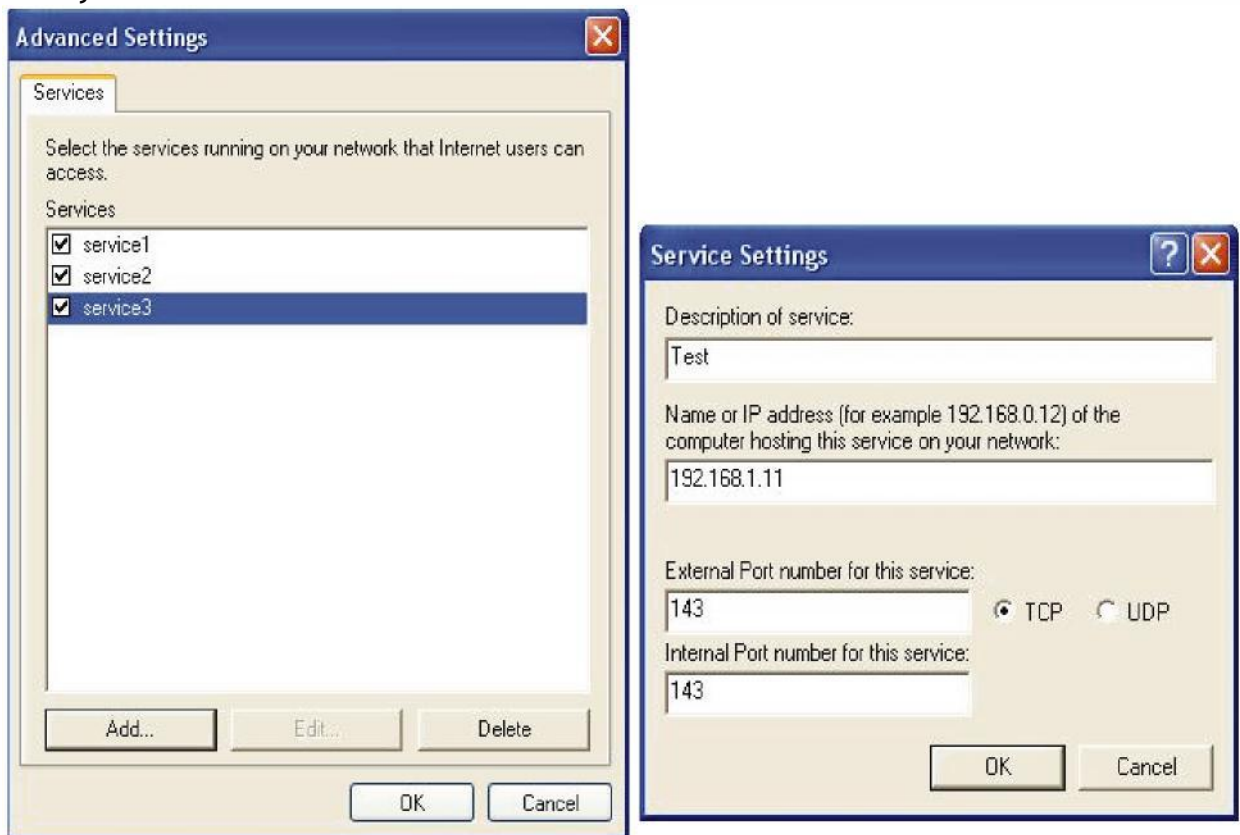 Advanced Settings
Services
Select the services running on your network that Internet users can
access.
Services
service1
service2
service3
Add...
Edit...
Delete
OK
Cancel
Service Settings
Description of service:
Test
Name or IP address (for example 192.168.0.12) of the
computer hosting this service on your network:
192.168.1.11
External Port number for this service:
143
TCP
UDP
Internal Port number for this service:
143
OK
Cancel